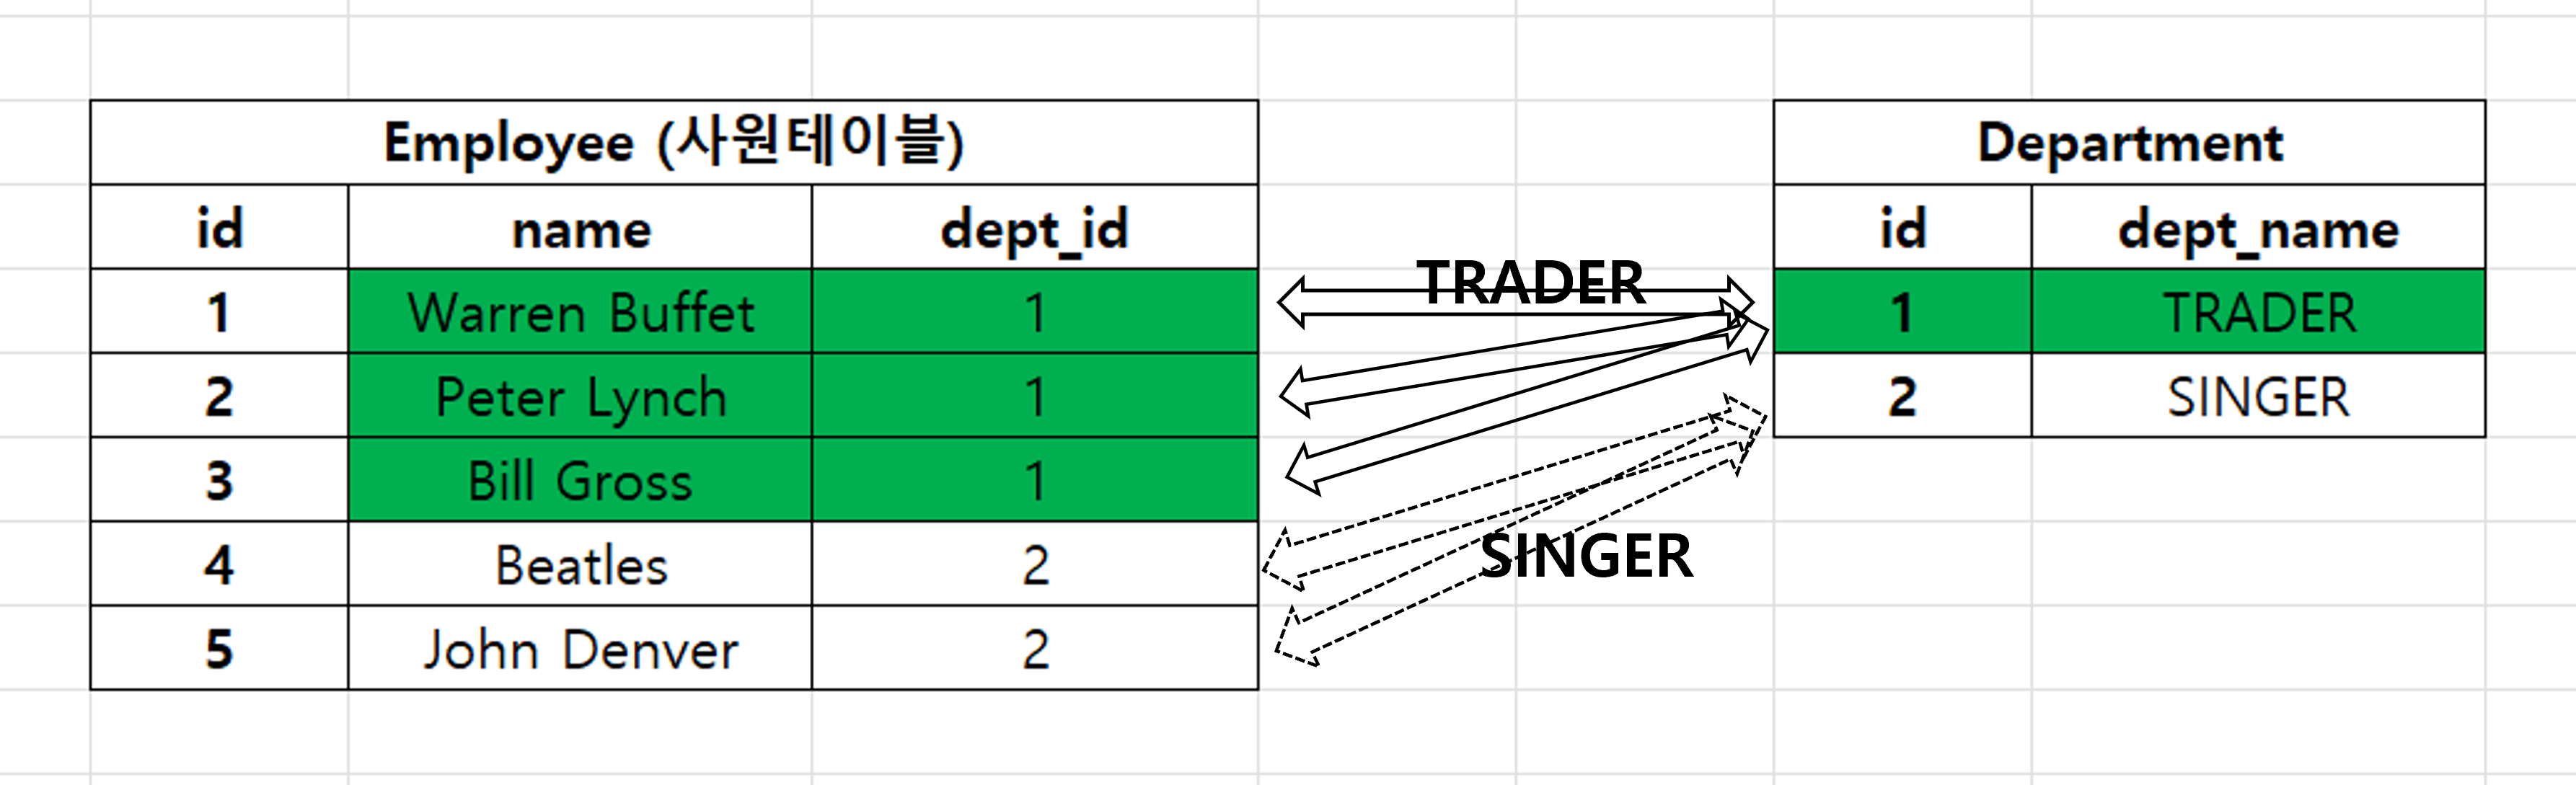 Employee (사원테이블)
id name dept_id
1 Warren Buffet 1
2 Peter Lynch 1
3 Bill Gross 1
4 Beatles 2
5 John Denver 2
TRADER
SINGER
Department
id dept_name
1 TRADER
2 SINGER